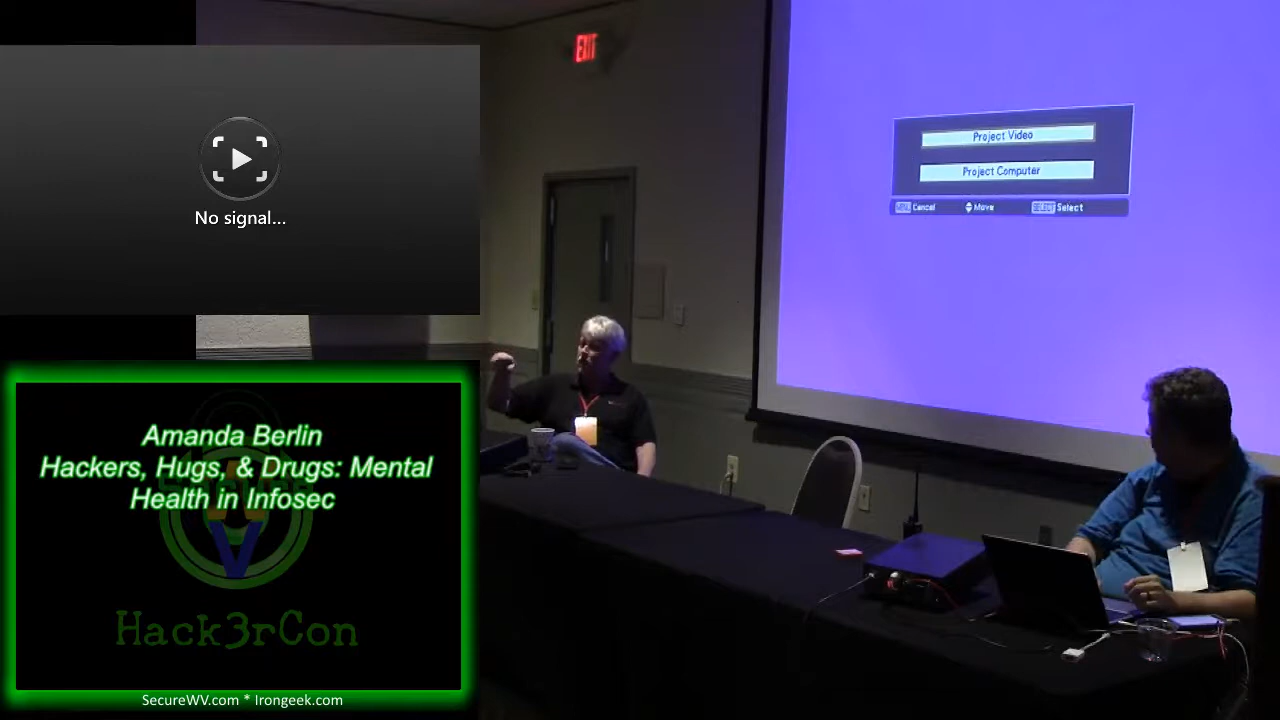 EXIT
No signal...
Project Video
Project Computer
Cancel
Move
SELECT Select
Amanda Berlin
Hackers, Hugs, & Drugs: Mental
Health in Infosec
Hack3rCon
SecureWV.com * Irongeek.com